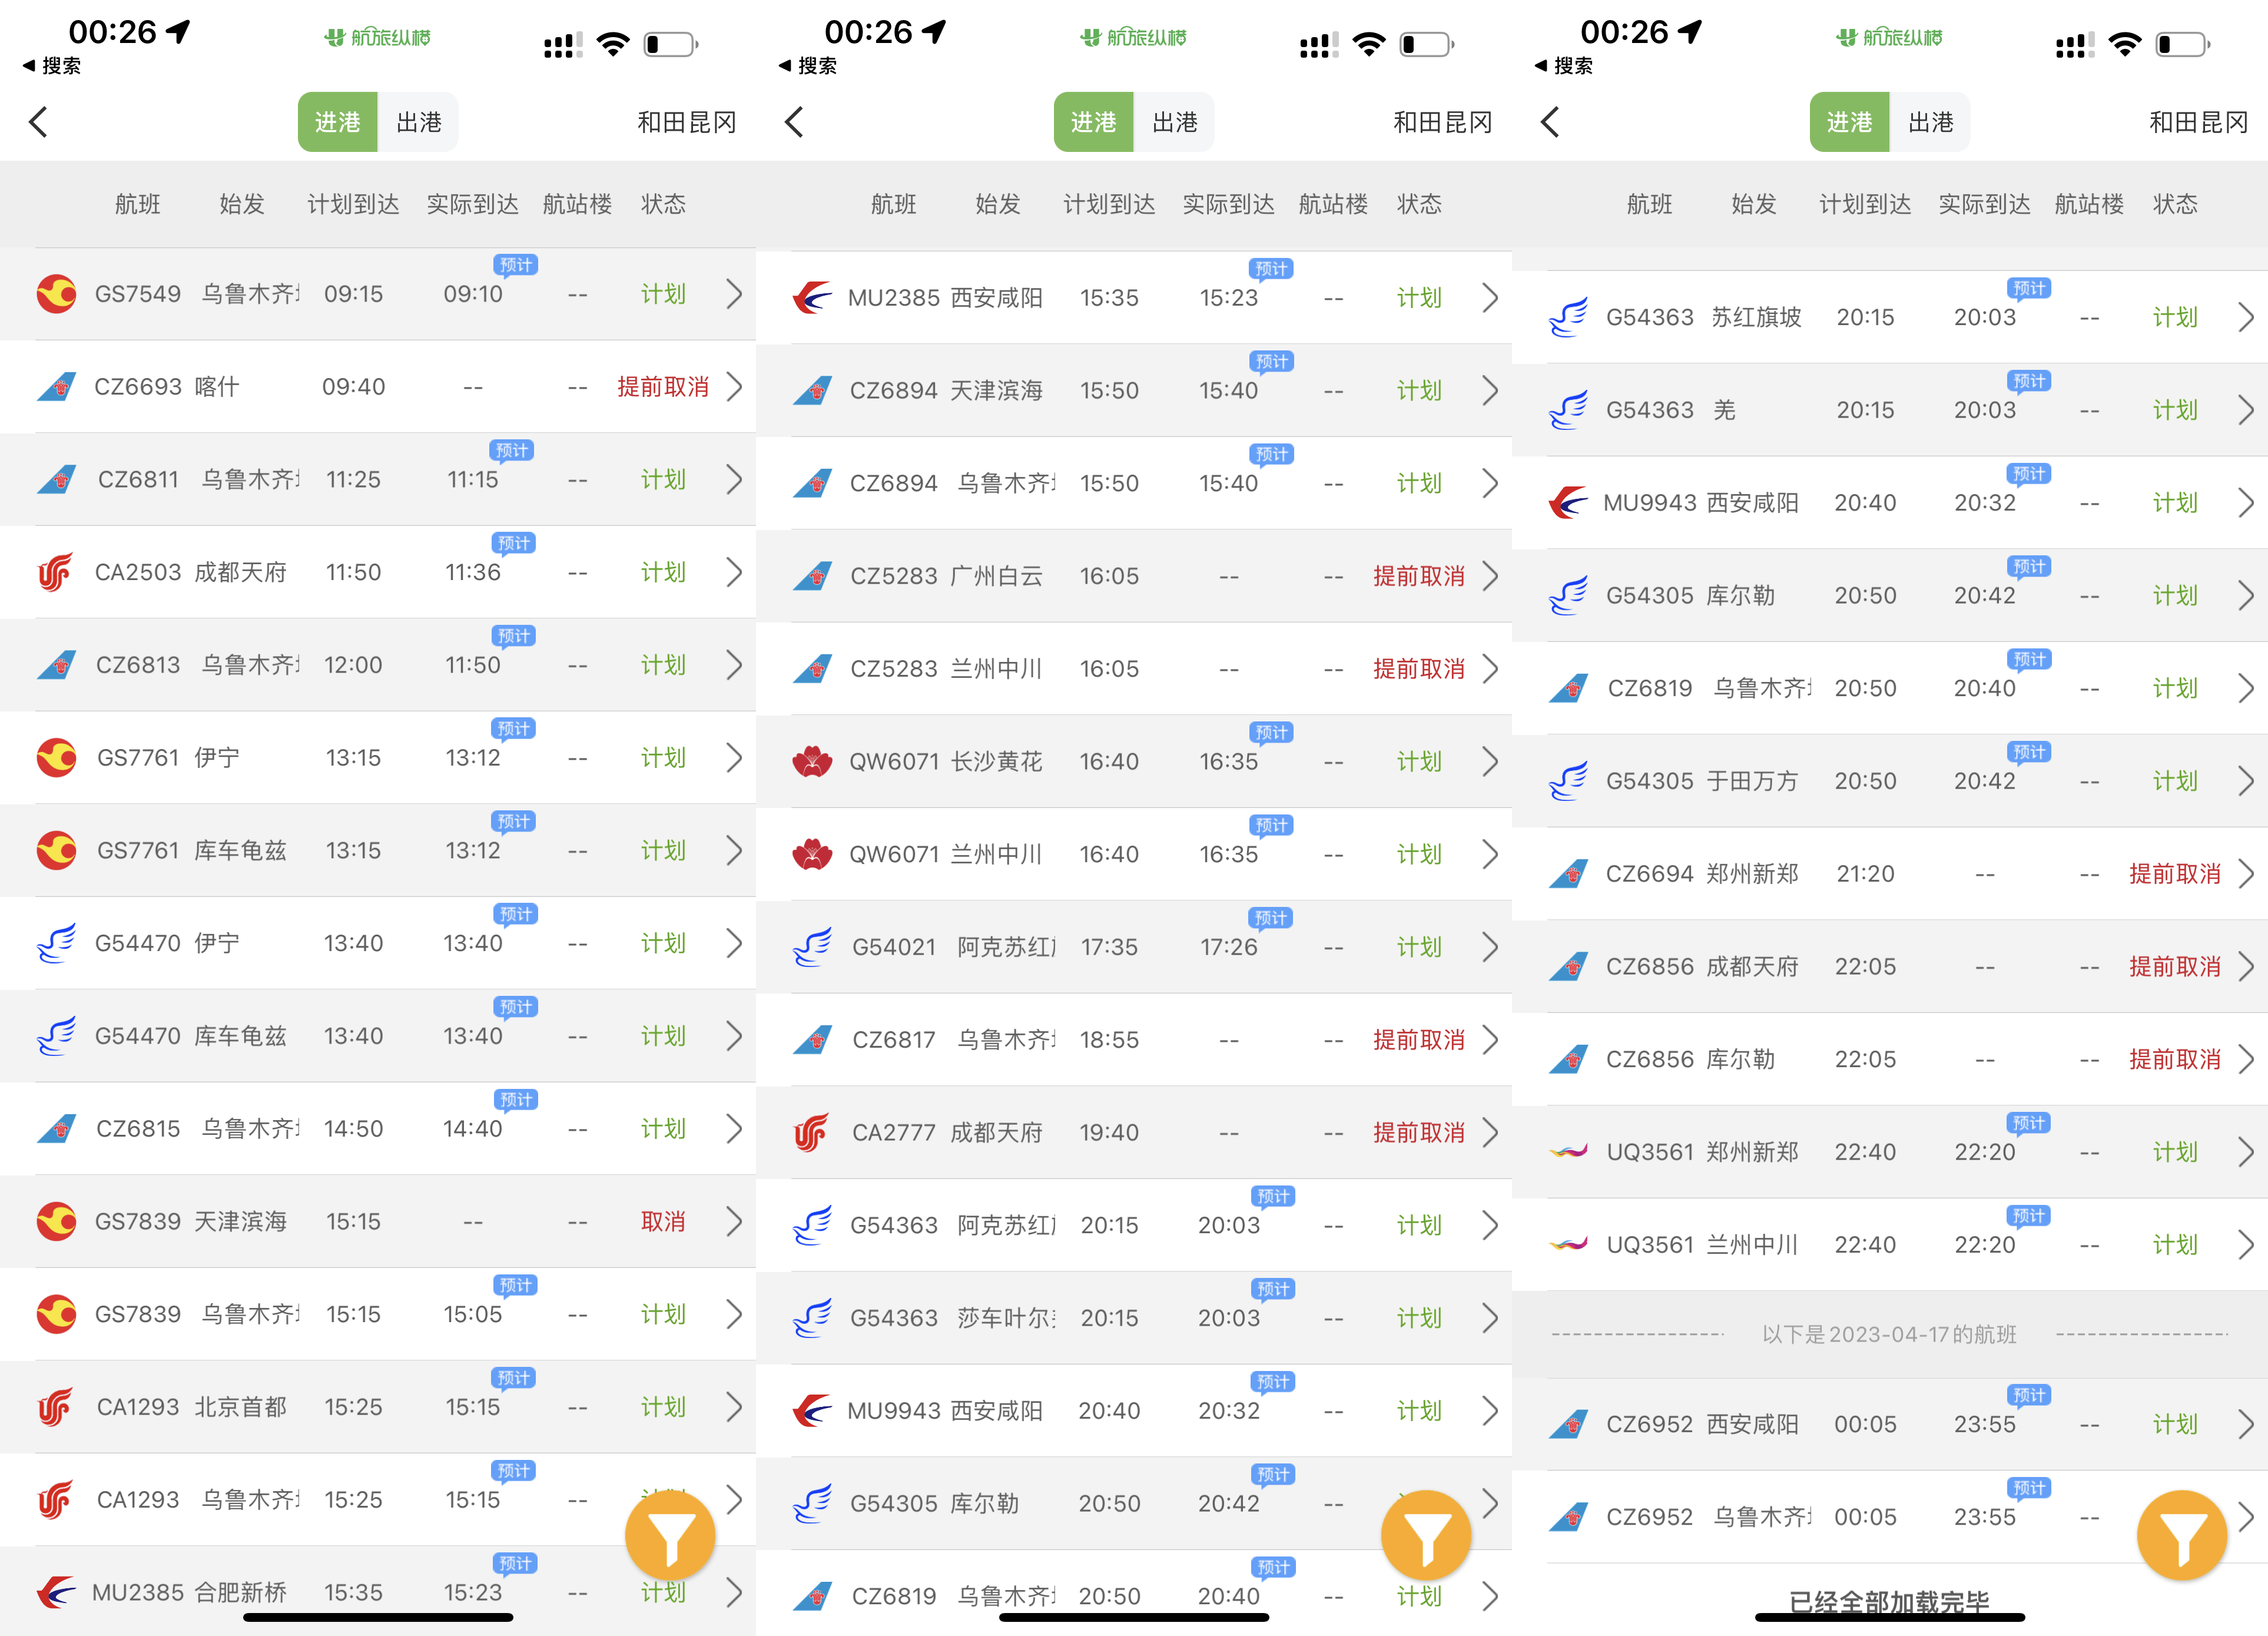 00:26
航旅纵横
搜索
进港 出港 和田昆冈
航班 始发 计划到达 实际到达 航站楼 状态
预计
GS7549 乌鲁木齐 09:15 09:10 -- 计划
CZ6693 喀什 09:40 -- -- 提前取消
预计
CZ6811 乌鲁木齐 11:25 11:15 -- 计划
预计
CA2503 成都天府 11:50 11:36 -- 计划
预计
CZ6813 乌鲁木齐 12:00 11:50 -- 计划
预计
GS7761 伊宁 13:15 13:12 -- 计划
预计
GS7761 库车龟兹 13:15 13:12 -- 计划
预计
G54470 伊宁 13:40 13:40 -- 计划
预计
G54470 库车龟兹 13:40 13:40 -- 计划
预计
CZ6815 乌鲁木齐 14:50 14:40 -- 计划
GS7839 天津滨海 15:15 -- -- 取消
预计
GS7839 乌鲁木齐 15:15 15:05 -- 计划
预计
CA1293 北京首都 15:25 15:15 -- 计划
预计
CA1293 乌鲁木齐 15:25 15:15 --
预计
MU2385 合肥新桥 15:35 15:23 -- 计划
00:26
航旅纵横
搜索
进港 出港 和田昆冈
航班 始发 计划到达 实际到达 航站楼 状态
预计
MU2385 西安咸阳 15:35 15:23 -- 计划
预计
CZ6894 天津滨海 15:50 15:40 -- 计划
预计
CZ6894 乌鲁木齐 15:50 15:40 -- 计划
CZ5283 广州白云 16:05 -- -- 提前取消
CZ5283 兰州中川 16:05 -- -- 提前取消
预计
QW6071 长沙黄花 16:40 16:35 -- 计划
预计
QW6071 兰州中川 16:40 16:35 -- 计划
预计
G54021 阿克苏红 17:35 17:26 -- 计划
CZ6817 乌鲁木齐 18:55 -- -- 提前取消
CA2777 成都天府 19:40 -- -- 提前取消
预计
G54363 阿克苏红 20:15 20:03 -- 计划
预计
G54363 莎车叶尔 20:15 20:03 -- 计划
预计
MU9943 西安咸阳 20:40 20:32 -- 计划
预计
G54305 库尔勒 20:50 20:42 --
预计
CZ6819 乌鲁木齐 20:50 20:40 -- 计划
00:26
航旅纵横
搜索
进港 出港 和田昆冈
航班 始发 计划到达 实际到达 航站楼 状态
预计
G54363 苏红旗坡 20:15 20:03 -- 计划
预计
G54363 羌 20:15 20:03 -- 计划
预计
MU9943 西安咸阳 20:40 20:32 -- 计划
预计
G54305 库尔勒 20:50 20:42 -- 计划
预计
CZ6819 乌鲁木齐 20:50 20:40 -- 计划
预计
G54305 于田万方 20:50 20:42 -- 计划
CZ6694 郑州新郑 21:20 -- -- 提前取消
CZ6856 成都天府 22:05 -- -- 提前取消
CZ6856 库尔勒 22:05 -- -- 提前取消
预计
UQ3561 郑州新郑 22:40 22:20 -- 计划
预计
UQ3561 兰州中川 22:40 22:20 -- 计划
以下是2023-04-17的航班
预计
CZ6952 西安咸阳 00:05 23:55 -- 计划
预计
CZ6952 乌鲁木齐 00:05 23:55 --
已经全部加载完毕